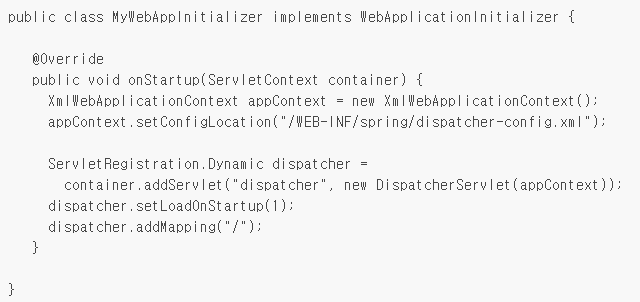 public class MyWebAppInitializer implements WebApplicationInitializer {
@Override
public void onStartup(ServletContext container) {
XmlWebApplicationContext appContext = new XmlWebApplicationContext();
appContext.setConfigLocation("/WEB-INF/spring/dispatcher-config.xml");
ServletRegistration.Dynamic dispatcher =
container.addServlet("dispatcher", new DispatcherServlet(appContext));
dispatcher.setLoadOnStartup(1);
dispatcher.addMapping("/");
}
}